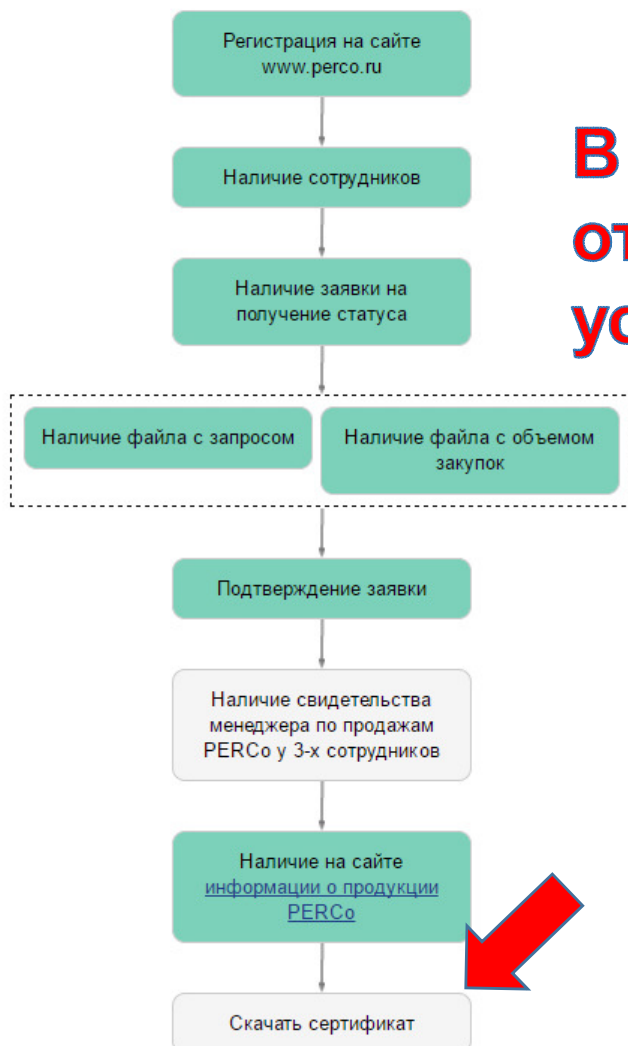 Регистрация на сайте
www.perco.ru
В
Наличие сотрудников
Наличие заявки на
получение статуса
Наличие файла с запросом
Наличие файла с объемом
закупок
Подтверждение заявки
Наличие свидетельства
менеджера по продажам
PERCo у 3-х сотрудников
Наличие на сайте
информации о продукции
PERCo
Скачать сертификат